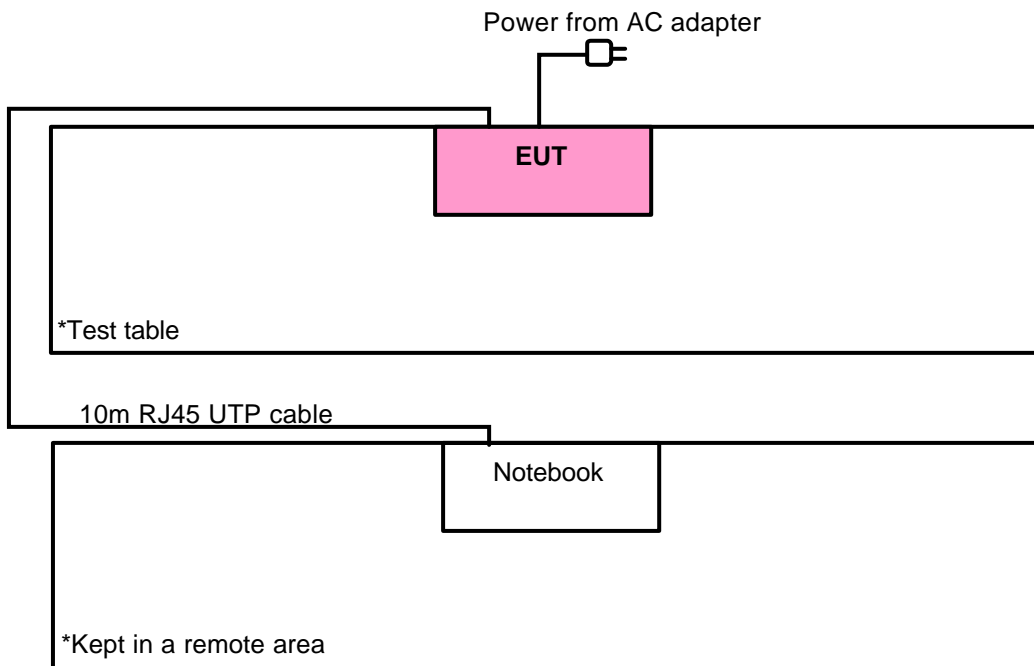 Power from AC adapter
EUT
*Test table
10m RJ45 UTP cable
Notebook
*Kept in a remote area